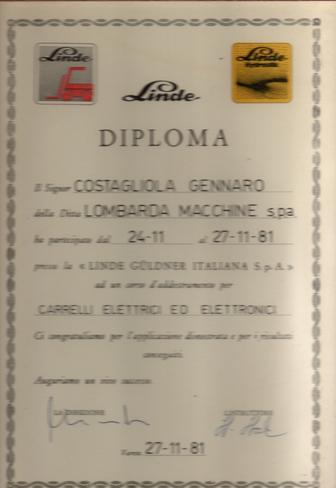 Linde
Linde
Linde
Hydraulik
DIPLOMA
Il Signor COSTAGLIOLA GENNARO
della Ditta LOMBARDA MACCHINE s.p.a.
ha partecipato dal 24-11 al 27-11-81
presso la « LINDE GÜLDNER ITALIANA S.p.A. »
ad un corso d'addestramento per
CARRELLI ELETTRICI ED ELETTRONICI
Ci congratuliamo per l'applicazione dimostrata e per i risultati
conseguiti.
Auguriamo un vivo successo.
LA DIREZIONE L'ISTRUTTORE
27-11-81